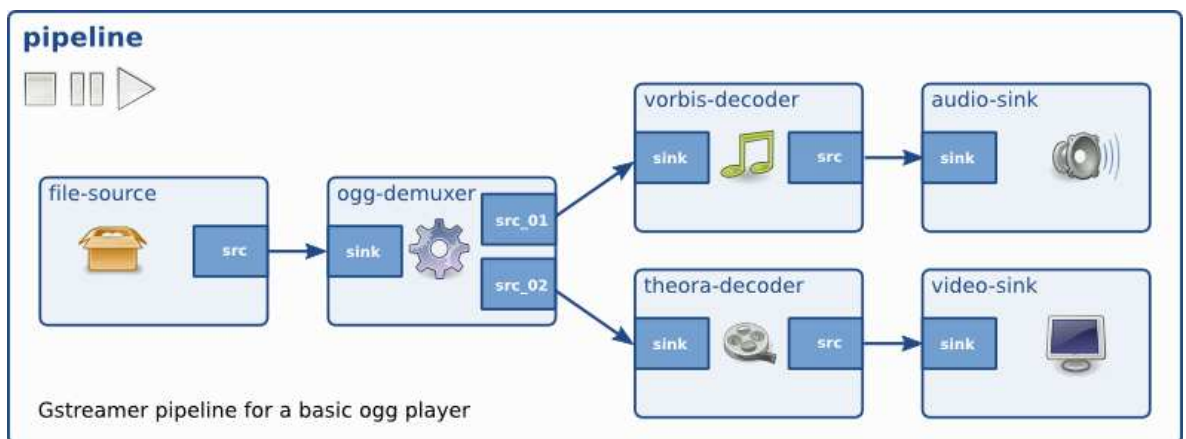 pipeline
file-source
src
ogg-demuxer
sink
src_01
src_02
vorbis-decoder
sink
src
audio-sink
sink
theora-decoder
sink
src
video-sink
sink
Gstreamer pipeline for a basic ogg player